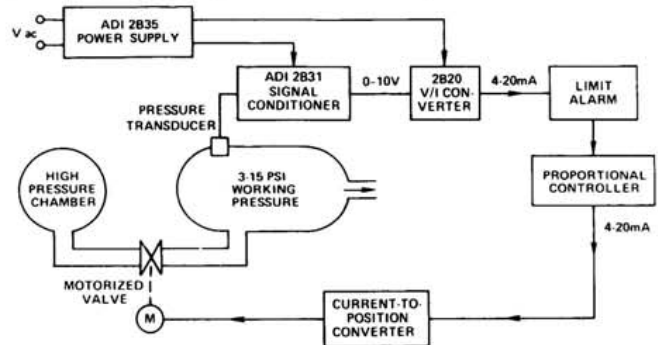 V ac
ADI 2B35
POWER SUPPLY
ADI 2B31
SIGNAL
CONDITIONER
0-10V
2B20
V/I CON-
VERTER
4-20mA
LIMIT
ALARM
PRESSURE
TRANSDUCER
HIGH
PRESSURE
CHAMBER
3-15 PSI
WORKING
PRESSURE
PROPORTIONAL
CONTROLLER
4-20mA
MOTORIZED
VALVE
M
CURRENT-TO-
POSITION
CONVERTER